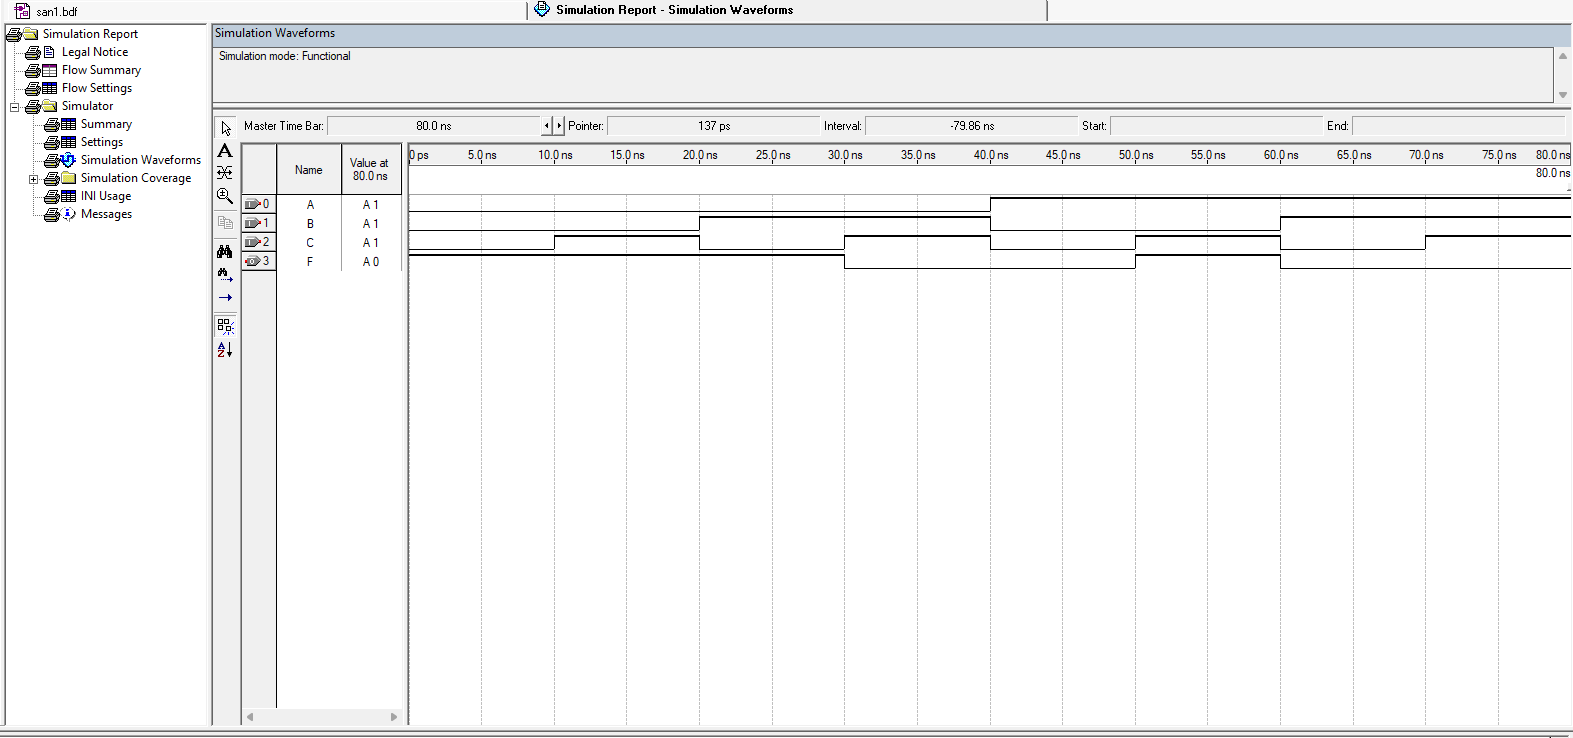 san1.bdf
Simulation Report - Simulation Waveforms
Simulation Report
Legal Notice
Flow Summary
Flow Settings
Simulator
Summary
Settings
Simulation Waveforms
Simulation Coverage
INI Usage
Messages
Simulation Waveforms
Simulation mode: Functional
Master Time Bar: 80.0 ns Pointer: 137 ps Interval: -79.86 ns Start: End:
Name Value at 80.0 ns
0 ps 5.0 ns 10.0 ns 15.0 ns 20.0 ns 25.0 ns 30.0 ns 35.0 ns 40.0 ns 45.0 ns 50.0 ns 55.0 ns 60.0 ns 65.0 ns 70.0 ns 75.0 ns 80.0 ns
80.0 ns
0 A A 1
1 B A 1
2 C A 1
3 F A 0